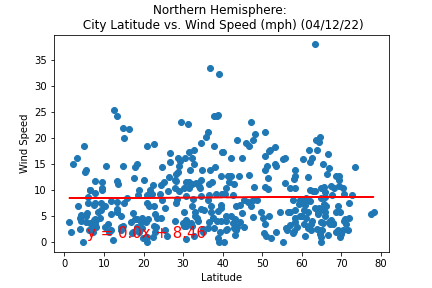 Northern Hemisphere:
City Latitude vs. Wind Speed (mph) (04/12/22)
35
30
25
20
15
10
5
0
Wind Speed
y = 0.0x + 8.46
0 10 20 30 40 50 60 70 80
Latitude